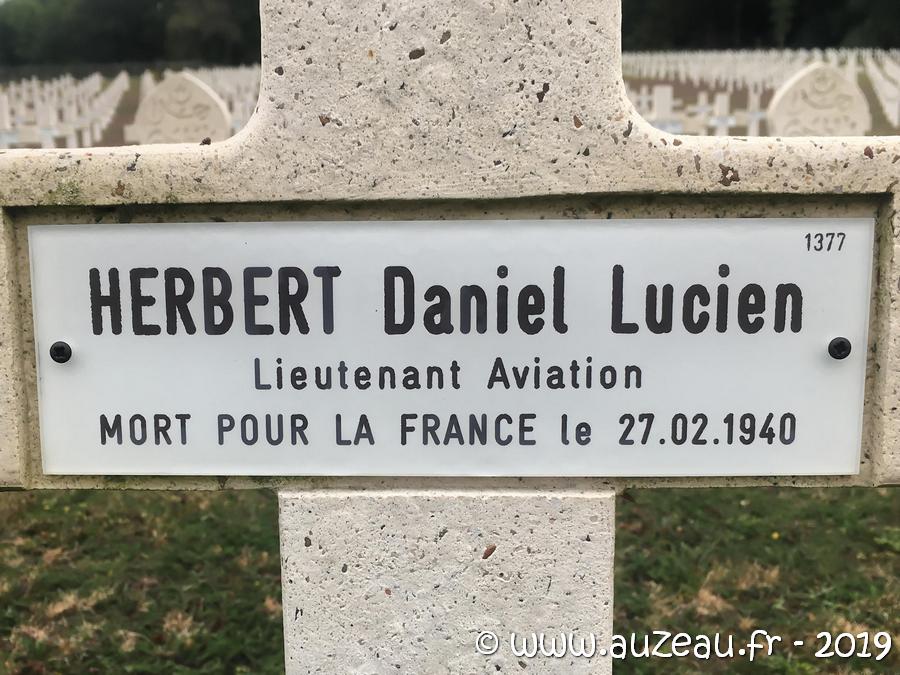 1377
HERBERT Daniel Lucien
Lieutenant Aviation
MORT POUR LA FRANCE le 27.02.1940
© www.auzeau.fr - 2019